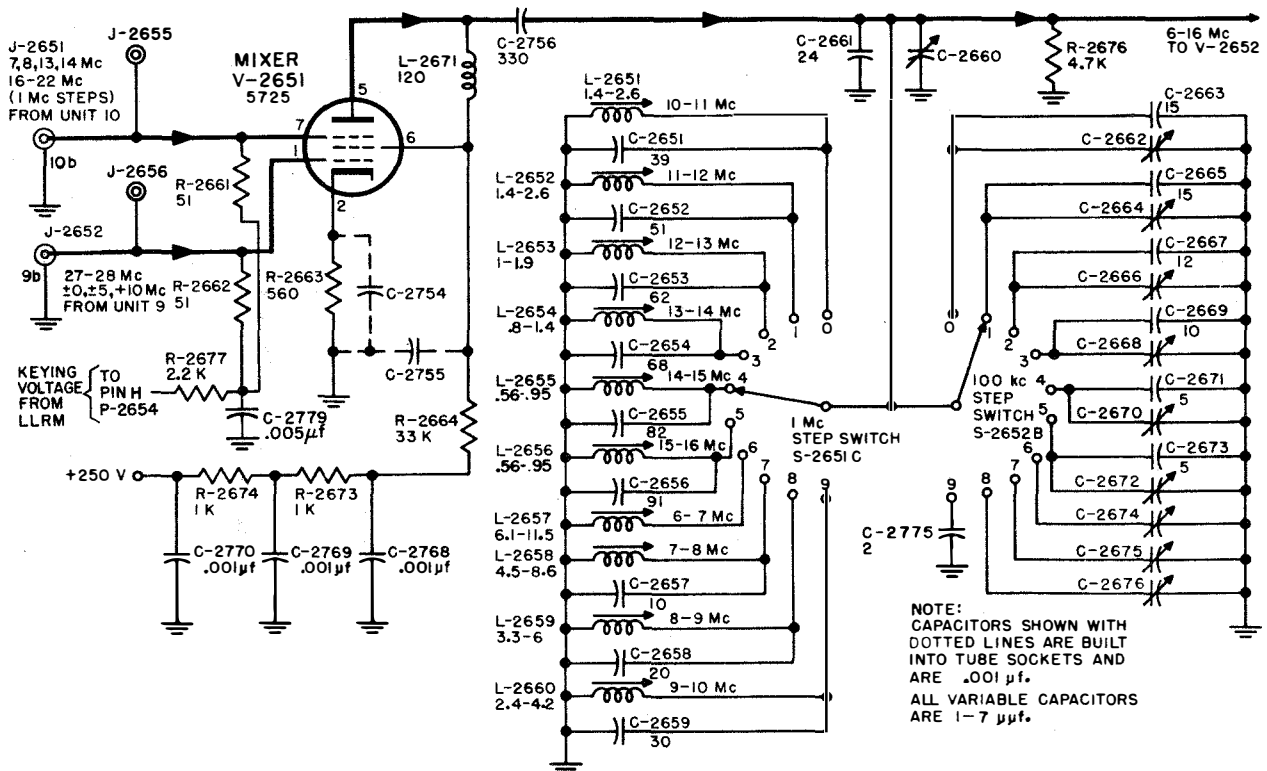 J-2651
7,8,13,14 Mc
16-22 Mc
(1 Mc STEPS)
FROM UNIT 10
J-2655
10b
J-2656
J-2652
9b
27-28 Mc
±0,±5,+10Mc
FROM UNIT 9
R-2661
51
R-2662
51
MIXER
V-2651
5725
5
7
1
6
2
L-2671
120
C-2756
330
R-2663
560
C-2754
C-2755
R-2664
33 K
R-2677
2.2 K
KEYING
VOLTAGE
FROM
LLRM
TO
PIN H
P-2654
C-2779
.005µf
+250 V
R-2674
1 K
R-2673
1 K
C-2770
.001µf
C-2769
.001µf
C-2768
.001µf
L-2651
1.4-2.6
10-11 Mc
C-2651
39
L-2652
1.4-2.6
11-12 Mc
C-2652
51
L-2653
1-1.9
12-13 Mc
C-2653
62
L-2654
.8-1.4
13-14 Mc
C-2654
68
L-2655
.56-.95
14-15 Mc
C-2655
82
L-2656
.56-.95
15-16 Mc
C-2656
91
L-2657
6.1-11.5
6-7 Mc
L-2658
4.5-8.6
7-8 Mc
C-2657
10
L-2659
3.3-6
8-9 Mc
C-2658
20
L-2660
2.4-4.2
9-10 Mc
C-2659
30
0
1
2
3
4
5
6
7
8
9
1 Mc
STEP SWITCH
S-2651 C
C-2661
24
C-2660
R-2676
4.7K
6-16 Mc
TO V-2652
C-2663
15
C-2662
C-2665
15
C-2664
C-2667
12
C-2666
C-2669
10
C-2668
C-2671
5
C-2670
C-2673
5
C-2672
C-2674
C-2675
C-2676
0
1
2
3
4
5
6
7
8
9
100 kc
STEP
SWITCH
S-2652B
C-2775
2
NOTE:
CAPACITORS SHOWN WITH
DOTTED LINES ARE BUILT
INTO TUBE SOCKETS AND
ARE .001 µf.
ALL VARIABLE CAPACITORS
ARE 1-7 µµf.